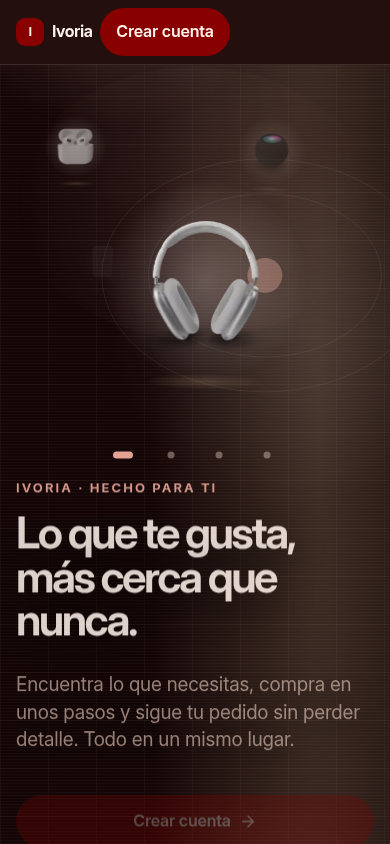 I Ivoria Crear cuenta
IVORIA · HECHO PARA TI
Lo que te gusta,
más cerca que
nunca.
Encuentra lo que necesitas, compra en
unos pasos y sigue tu pedido sin perder
detalle. Todo en un mismo lugar.
Crear cuenta →